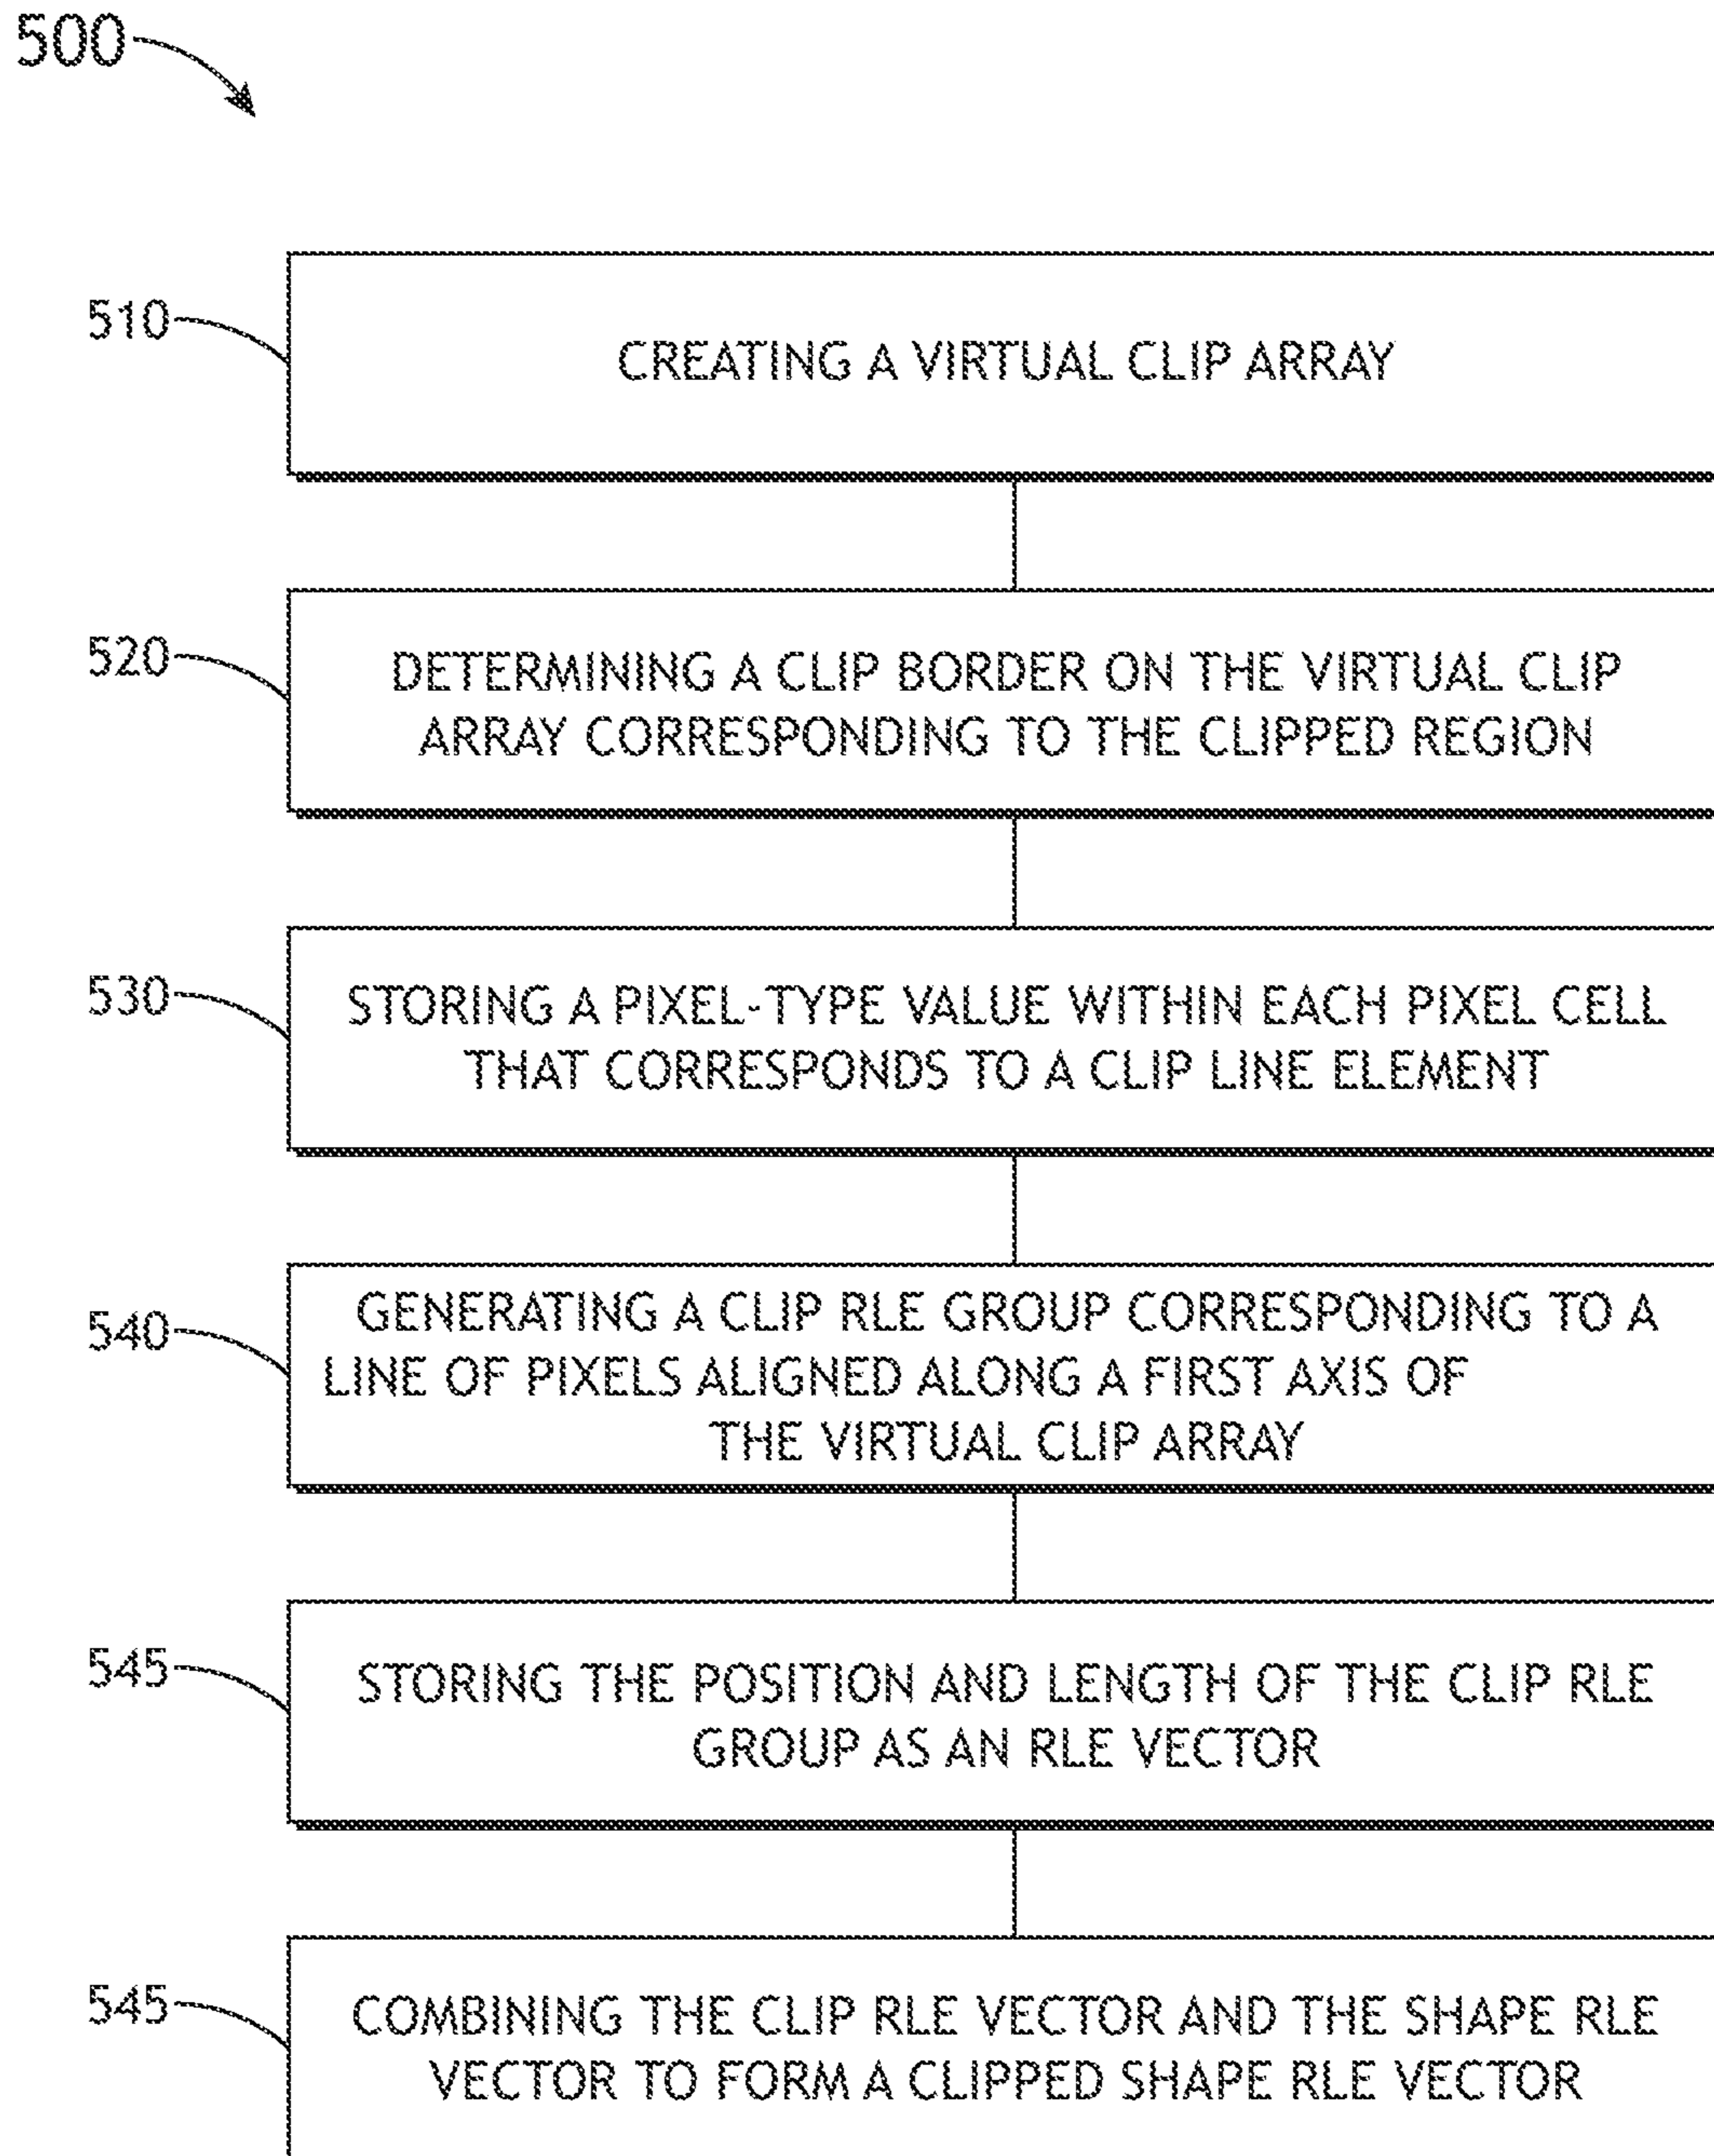 500
510
CREATING A VIRTUAL CLIP ARRAY
520
DETERMINING A CLIP BORDER ON THE VIRTUAL CLIP
ARRAY CORRESPONDING TO THE CLIPPED REGION
530
STORING A PIXEL-TYPE VALUE WITHIN EACH PIXEL CELL
THAT CORRESPONDS TO A CLIP LINE ELEMENT
540
GENERATING A CLIP RLE GROUP CORRESPONDING TO A
LINE OF PIXELS ALIGNED ALONG A FIRST AXIS OF
THE VIRTUAL CLIP ARRAY
545
STORING THE POSITION AND LENGTH OF THE CLIP RLE
GROUP AS AN RLE VECTOR
545
COMBINING THE CLIP RLE VECTOR AND THE SHAPE RLE
VECTOR TO FORM A CLIPPED SHAPE RLE VECTOR